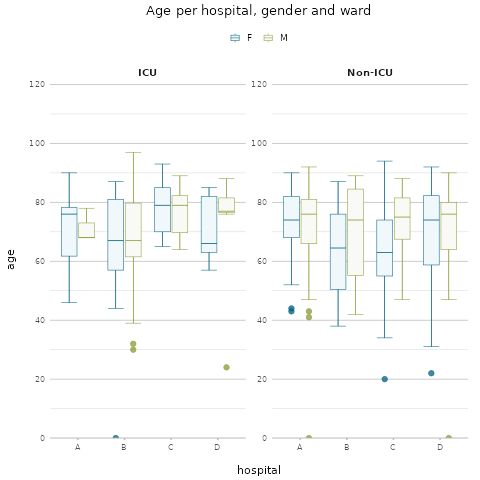 Age per hospital, gender and ward
F M
ICU Non-ICU
120 120
100 100
80 80
60 60
40 40
20 20
0 0
A B C D A B C D
age
hospital